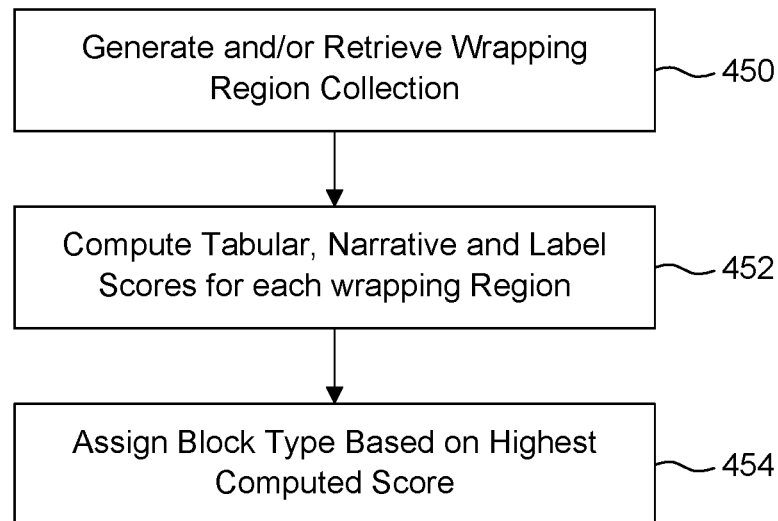 Generate and/or Retrieve Wrapping
Region Collection
450
Compute Tabular, Narrative and Label
Scores for each wrapping Region
452
Assign Block Type Based on Highest
Computed Score
454